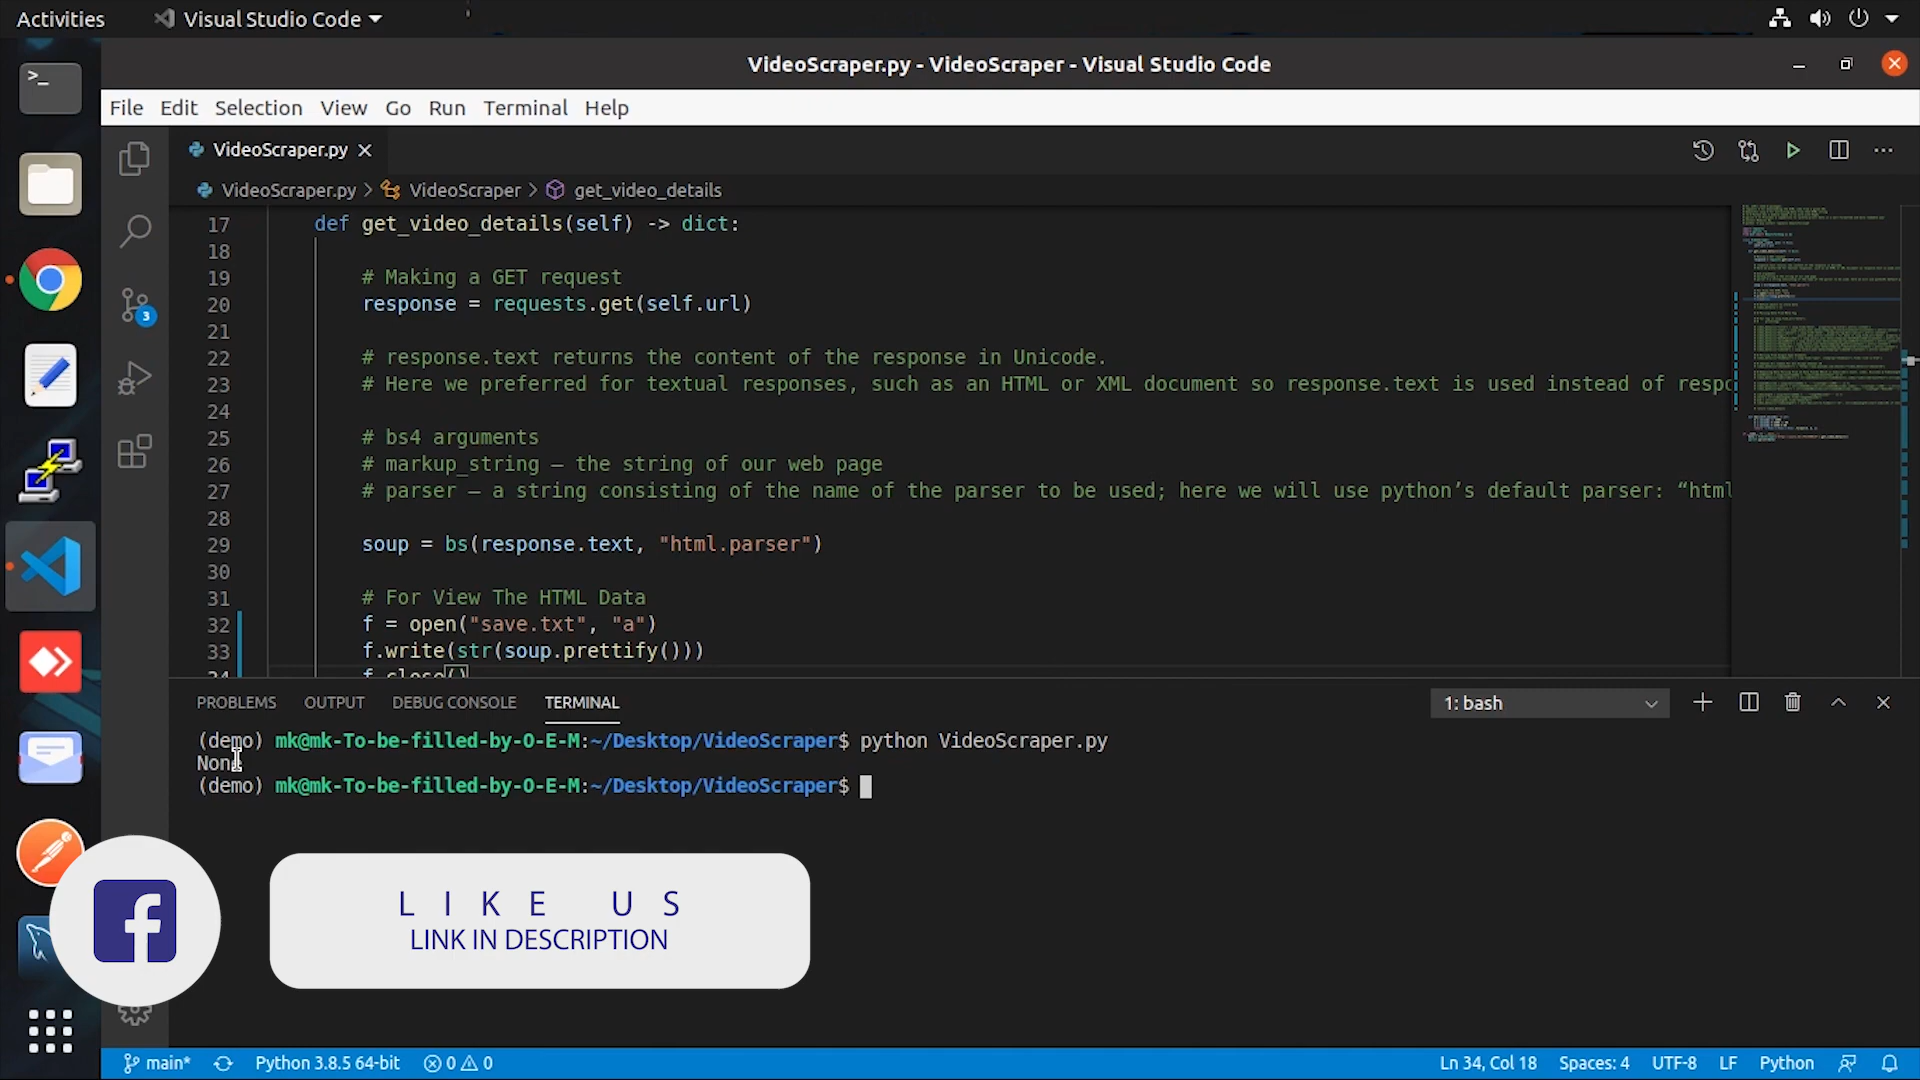 Activities
Visual Studio Code
VideoScraper.py - VideoScraper - Visual Studio Code
File Edit Selection View Go Run Terminal Help
VideoScraper.py
VideoScraper.py > VideoScraper > get_video_details
17 def get_video_details(self) -> dict:
18
19 # Making a GET request
20 response = requests.get(self.url)
21
22 # response.text returns the content of the response in Unicode.
23 # Here we preferred for textual responses, such as an HTML or XML document so response.text is used instead of respo
24
25 # bs4 arguments
26 # markup_string — the string of our web page
27 # parser — a string consisting of the name of the parser to be used; here we will use python’s default parser: “html
28
29 soup = bs(response.text, "html.parser")
30
31 # For View The HTML Data
32 f = open("save.txt", "a")
33 f.write(str(soup.prettify()))
34 f.close()
3
PROBLEMS OUTPUT DEBUG CONSOLE TERMINAL
1: bash
(demo) mk@mk-To-be-filled-by-O-E-M:~/Desktop/VideoScraper$ python VideoScraper.py
None
(demo) mk@mk-To-be-filled-by-O-E-M:~/Desktop/VideoScraper$
LIKE US
LINK IN DESCRIPTION
main* Python 3.8.5 64-bit 0 0 Ln 34, Col 18 Spaces: 4 UTF-8 LF Python